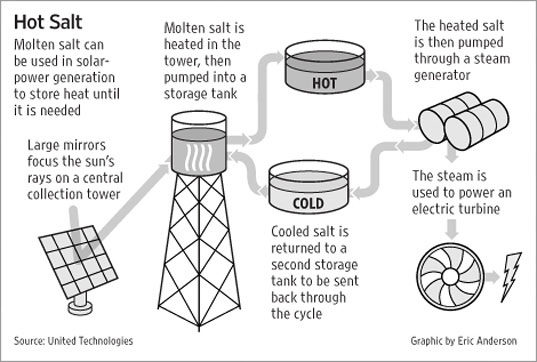 Hot Salt
Molten salt can
be used in solar-
power generation
to store heat until
it is needed
Large mirrors
focus the sun's
rays on a central
collection tower
Molten salt is
heated in the
tower, then
pumped into a
storage tank
HOT
The heated salt
is then pumped
through a steam
generator
COLD
Cooled salt is
returned to a
second storage
tank to be sent
back through
the cycle
The steam is
used to power an
electric turbine
Source: United Technologies
Graphic by Eric Anderson